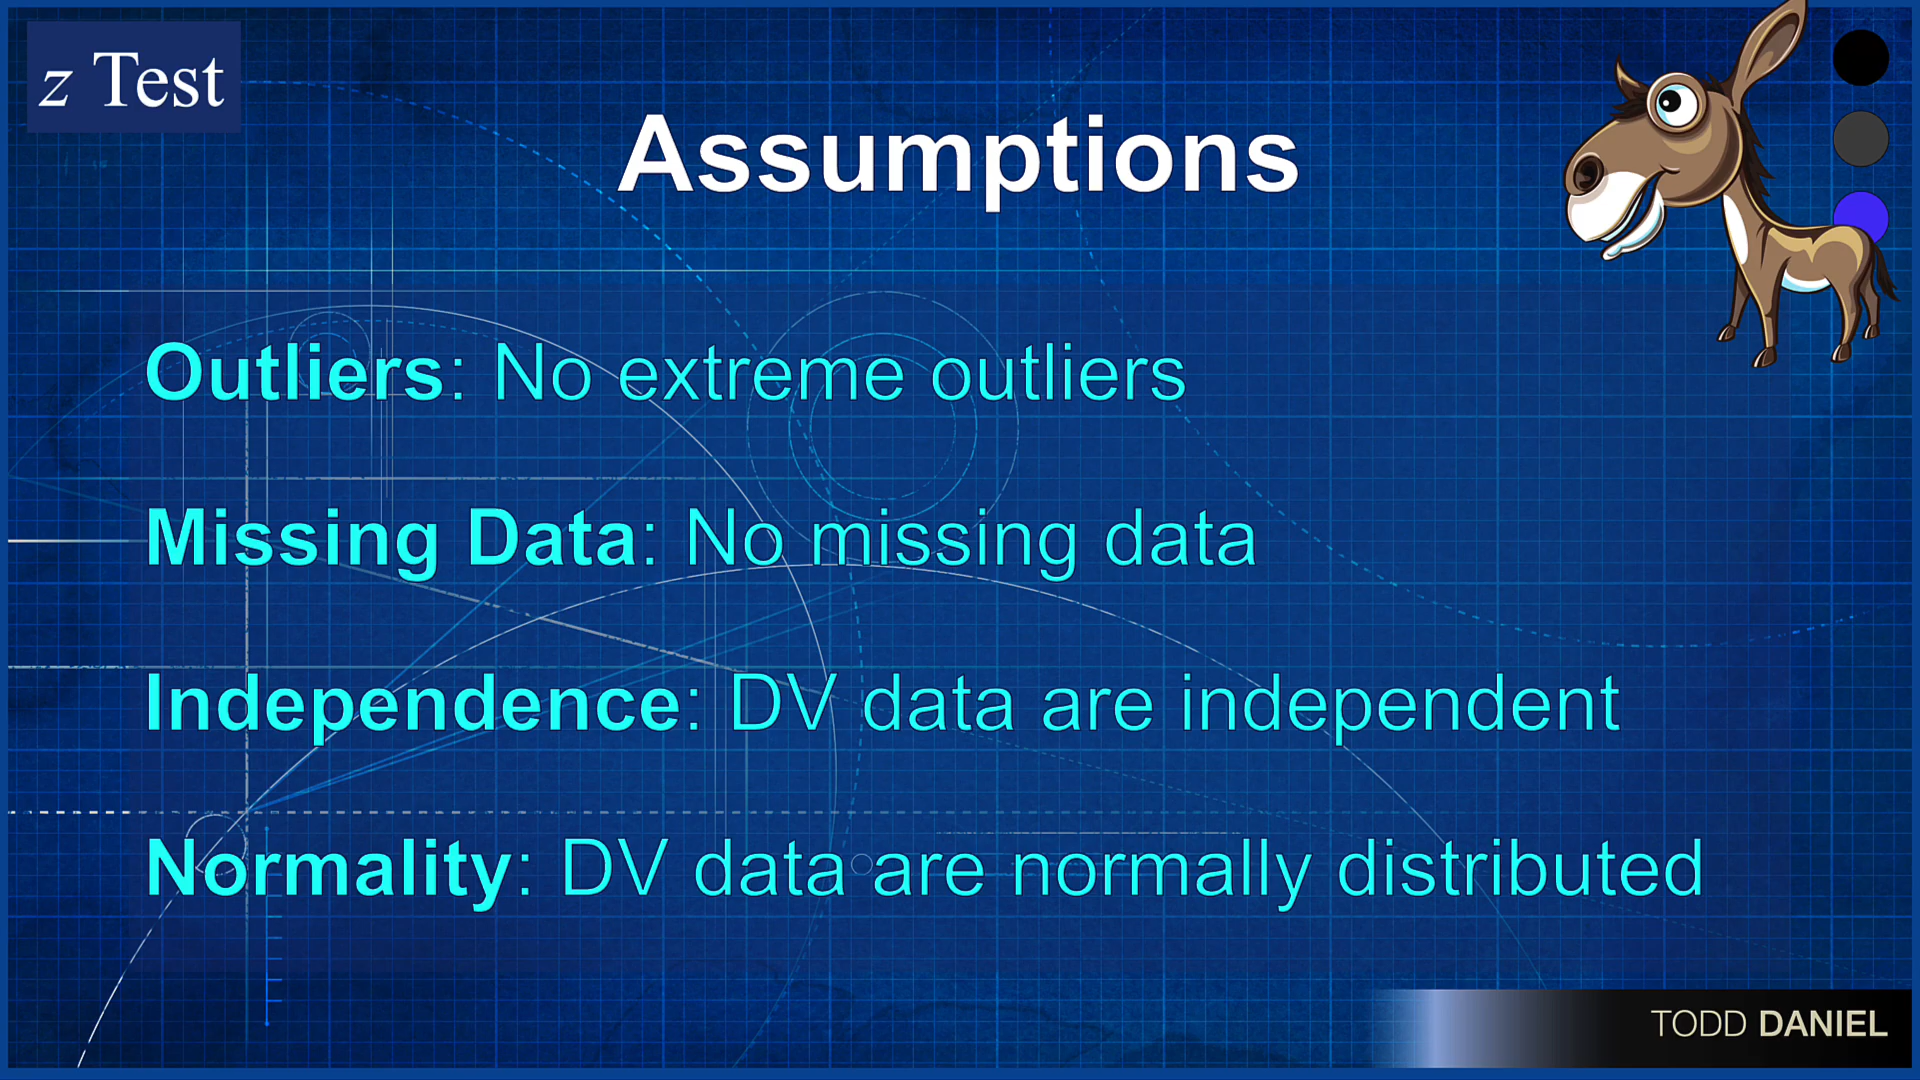 z Test
Assumptions
Outliers: No extreme outliers
Missing Data: No missing data
Independence: DV data are independent
Normality: DV data are normally distributed
TODD DANIEL